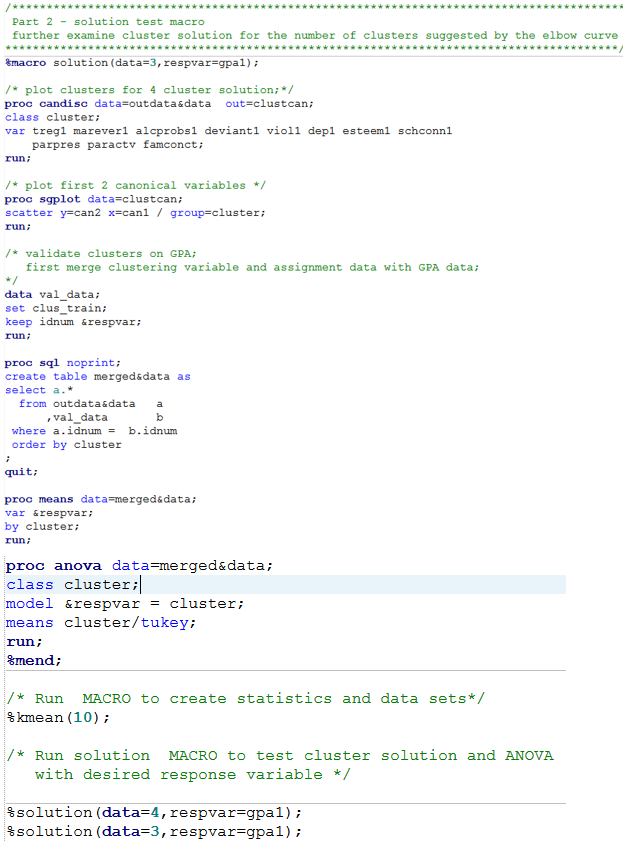 /***********************************************************************************************
Part 2 - solution test macro
further examine cluster solution for the number of clusters suggested by the elbow curve
***********************************************************************************************/
%macro solution(data=3,respvar=gpa1);
/* plot clusters for 4 cluster solution;*/
proc candisc data=outdata&data out=clustcan;
class cluster;
var treg1 marever1 alcprobs1 deviant1 viol1 dep1 esteem1 schconn1
parpres paractv famconct;
run;
/* plot first 2 canonical variables */
proc sgplot data=clustcan;
scatter y=can2 x=can1 / group=cluster;
run;
/* validate clusters on GPA;
first merge clustering variable and assignment data with GPA data;
*/
data val_data;
set clus_train;
keep idnum &respvar;
run;
proc sql noprint;
create table merged&data as
select a.*
from outdata&data a
,val_data b
where a.idnum = b.idnum
order by cluster
;
quit;
proc means data=merged&data;
var &respvar;
by cluster;
run;
proc anova data=merged&data;
class cluster;
model &respvar = cluster;
means cluster/tukey;
run;
%mend;
/* Run MACRO to create statistics and data sets*/
%kmean(10);
/* Run solution MACRO to test cluster solution and ANOVA
with desired response variable */
%solution(data=4,respvar=gpa1);
%solution(data=3,respvar=gpa1);